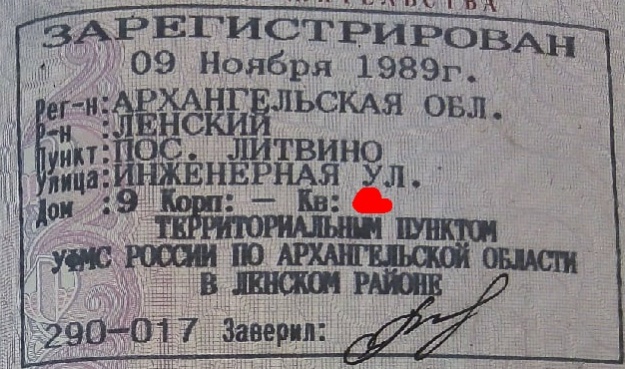 ЗАРЕГИСТРИРОВАН
09 Ноября 1989г.
Рег-н:АРХАНГЕЛЬСКАЯ ОБЛ.
Р-н :ЛЕНСКИЙ
Пункт:ПОС. ЛИТВИНО
Улица:ИНЖЕНЕРНАЯ УЛ.
Дом :9 Корп: – Кв:
ТЕРРИТОРИАЛЬНЫМ ПУНКТОМ
УФМС РОССИИ ПО АРХАНГЕЛЬСКОЙ ОБЛАСТИ
В ЛЕНСКОМ РАЙОНЕ
290-017 Заверил: